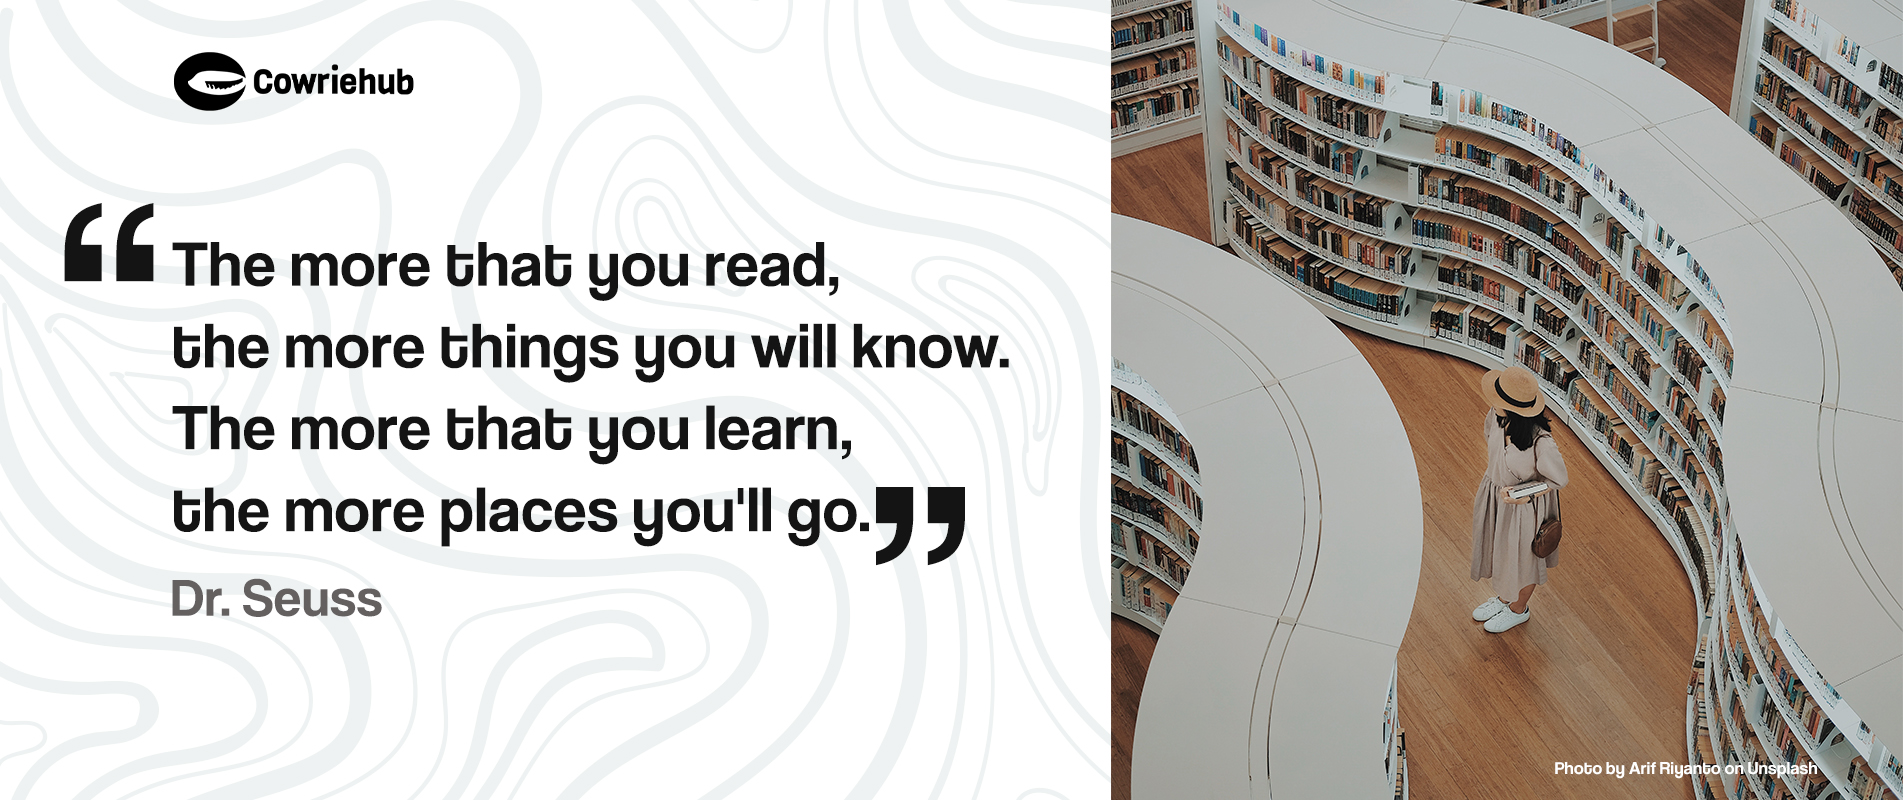 Cowriehub
“The more that you read,
the more things you will know.
The more that you learn,
the more places you'll go.”
Dr. Seuss
Photo by Arif Riyanto on Unsplash